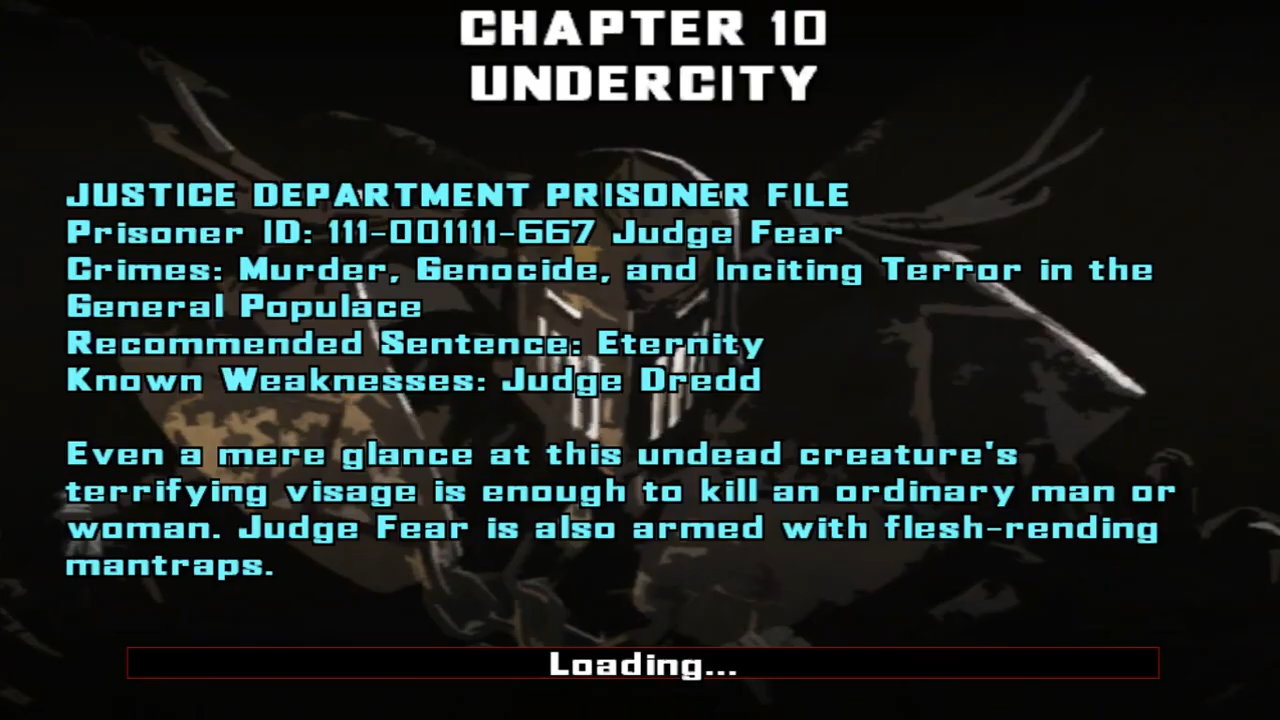 CHAPTER 10
UNDERCITY
JUSTICE DEPARTMENT PRISONER FILE
Prisoner ID: 111-001111-667 Judge Fear
Crimes: Murder, Genocide, and Inciting Terror in the
General Populace
Recommended Sentence: Eternity
Known Weaknesses: Judge Dredd
Even a mere glance at this undead creature's
terrifying visage is enough to kill an ordinary man or
woman. Judge Fear is also armed with flesh-rending
mantraps.
Loading...